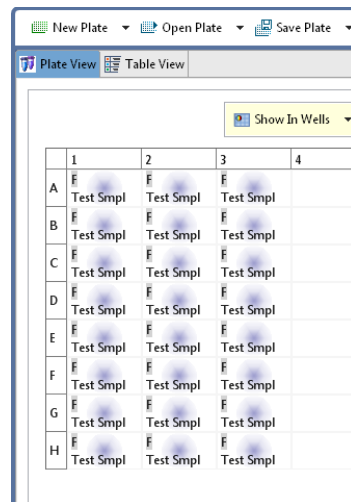 New Plate Open Plate Save Plate
Plate View Table View
Show In Wells
1 2 3 4
A F F F
Test Smpl Test Smpl Test Smpl
B F F F
Test Smpl Test Smpl Test Smpl
C F F F
Test Smpl Test Smpl Test Smpl
D F F F
Test Smpl Test Smpl Test Smpl
E F F F
Test Smpl Test Smpl Test Smpl
F F F F
Test Smpl Test Smpl Test Smpl
G F F F
Test Smpl Test Smpl Test Smpl
H F F F
Test Smpl Test Smpl Test Smpl